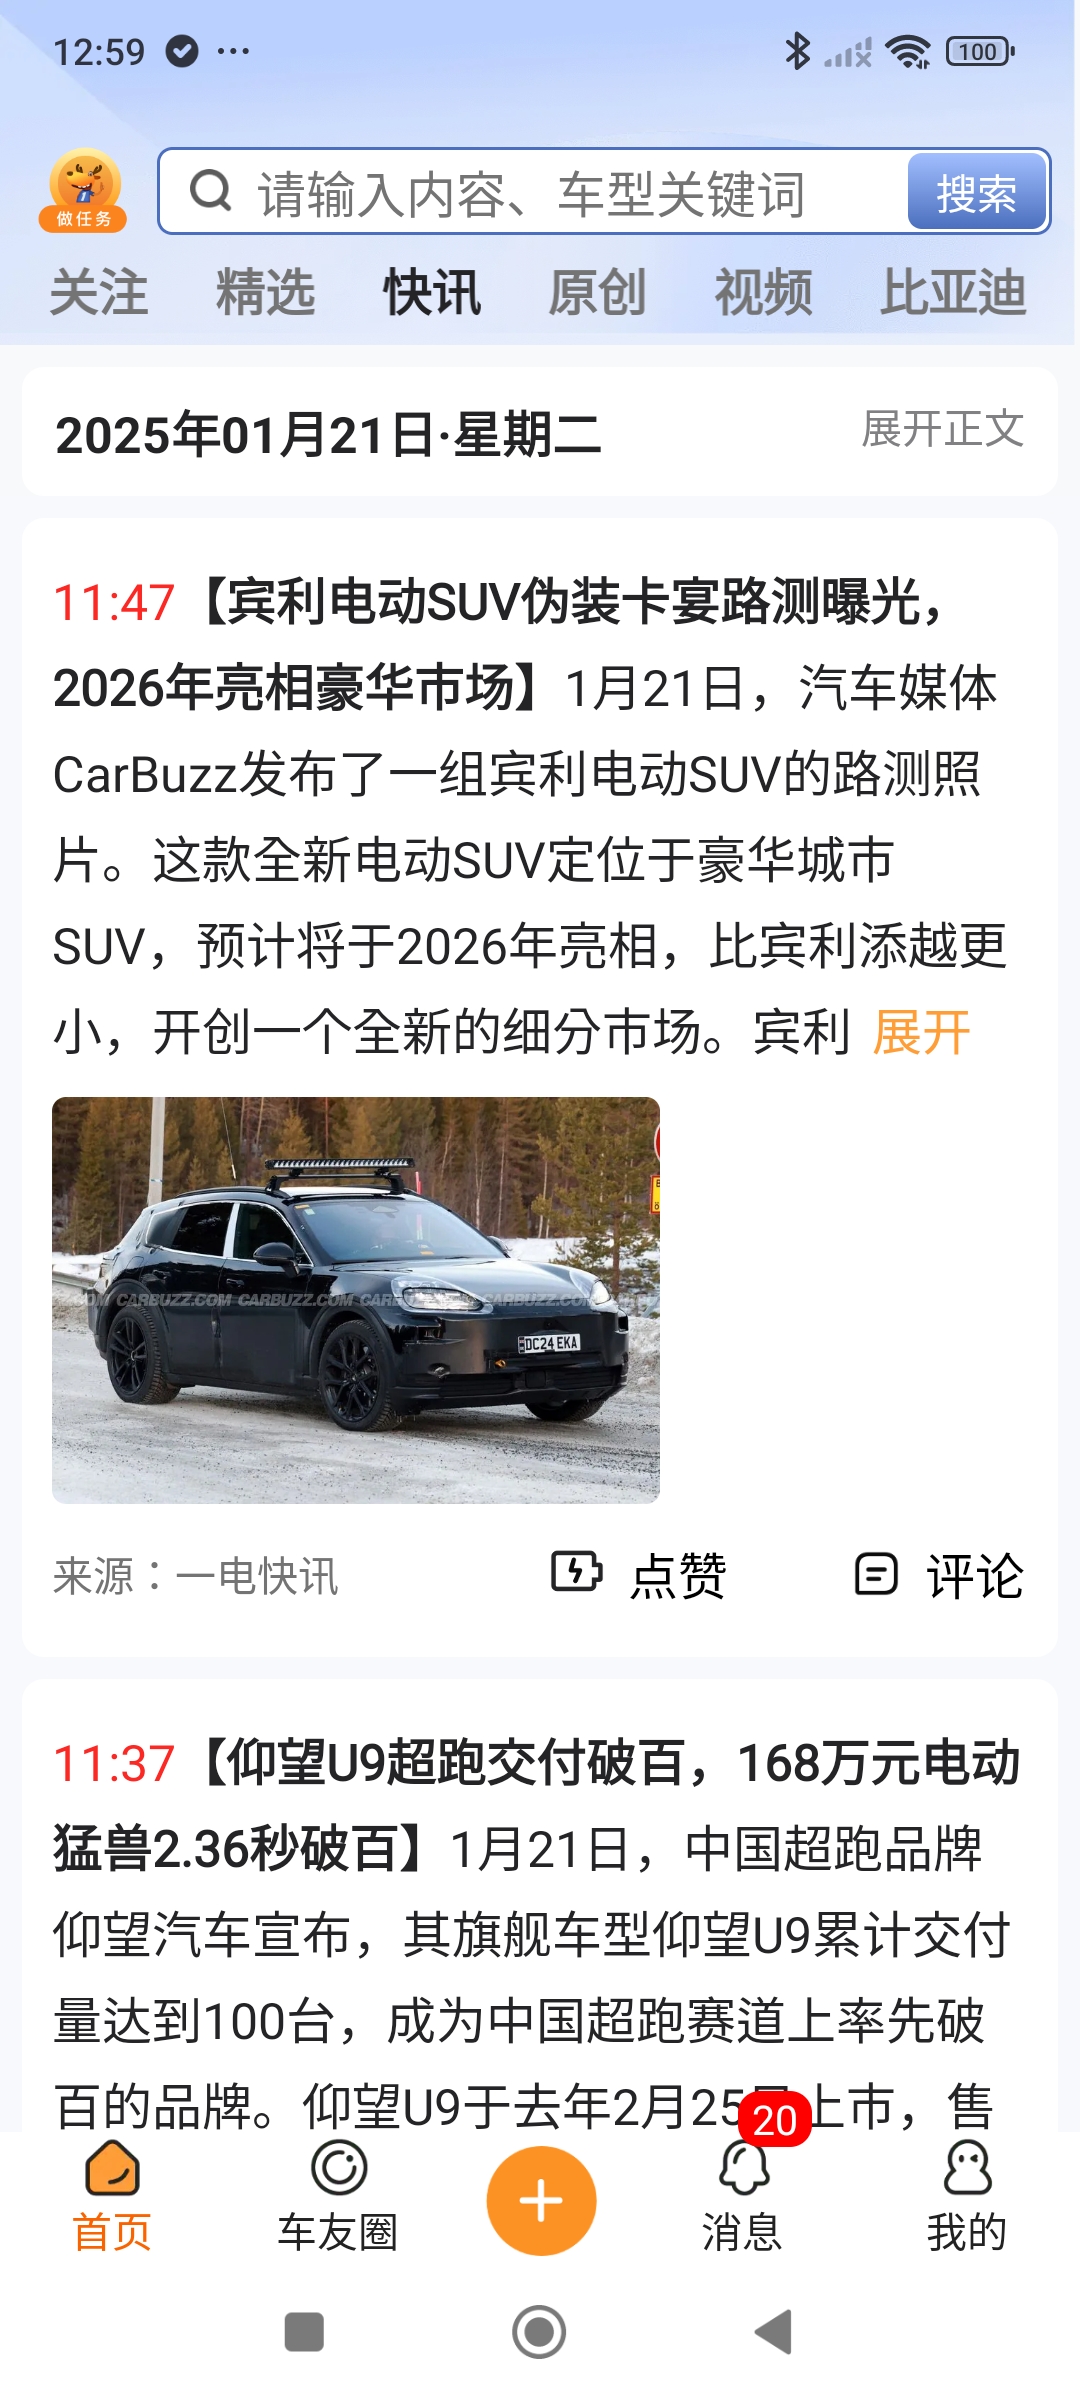 12:59
100
做任务
请输入内容、车型关键词
搜索
关注 精选 快讯 原创 视频 比亚迪
2025年01月21日·星期二
展开正文
11:47【宾利电动SUV伪装卡宴路测曝光，
2026年亮相豪华市场】1月21日，汽车媒体
CarBuzz发布了一组宾利电动SUV的路测照
片。这款全新电动SUV定位于豪华城市
SUV，预计将于2026年亮相，比宾利添越更
小，开创一个全新的细分市场。宾利 展开
CARBUZZ.COM CARBUZZ.COM CARBUZZ.COM
DC24 EKA
来源：一电快讯
点赞
评论
11:37【仰望U9超跑交付破百，168万元电动
猛兽2.36秒破百】1月21日，中国超跑品牌
仰望汽车宣布，其旗舰车型仰望U9累计交付
量达到100台，成为中国超跑赛道上率先破
百的品牌。仰望U9于去年2月25日上市，售
20
首页 车友圈 消息 我的